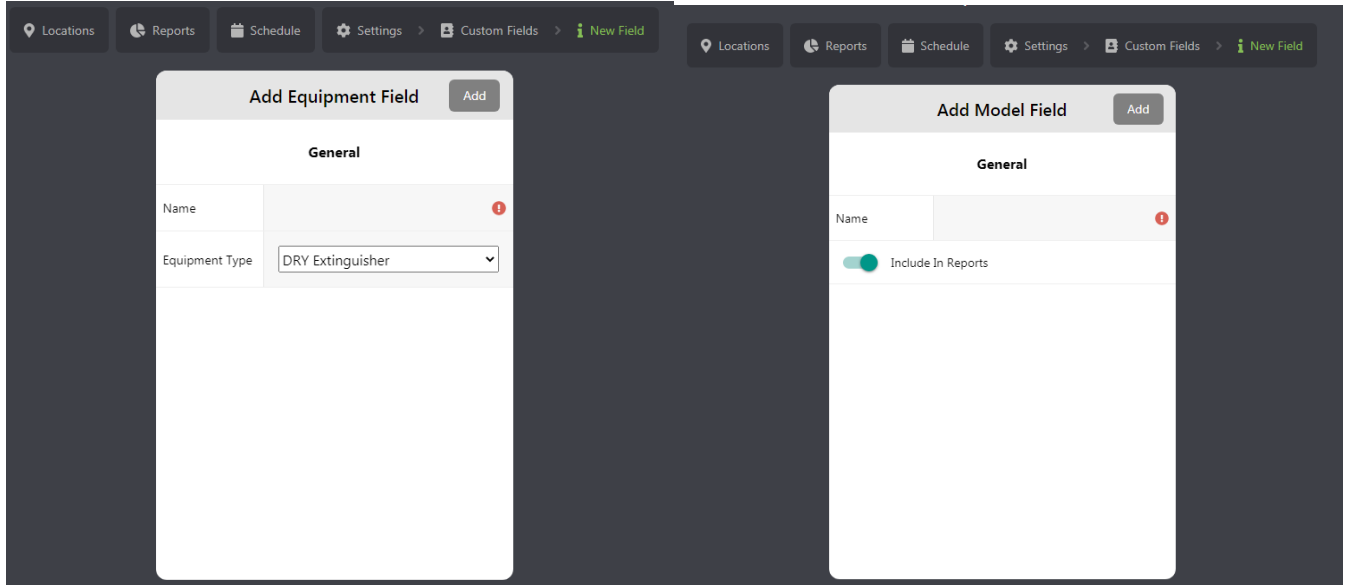 Locations Reports Schedule Settings > Custom Fields > New Field
Add Equipment Field Add
General
Name
Equipment Type DRY Extinguisher
Locations Reports Schedule Settings > Custom Fields > New Field
Add Model Field Add
General
Name
Include In Reports